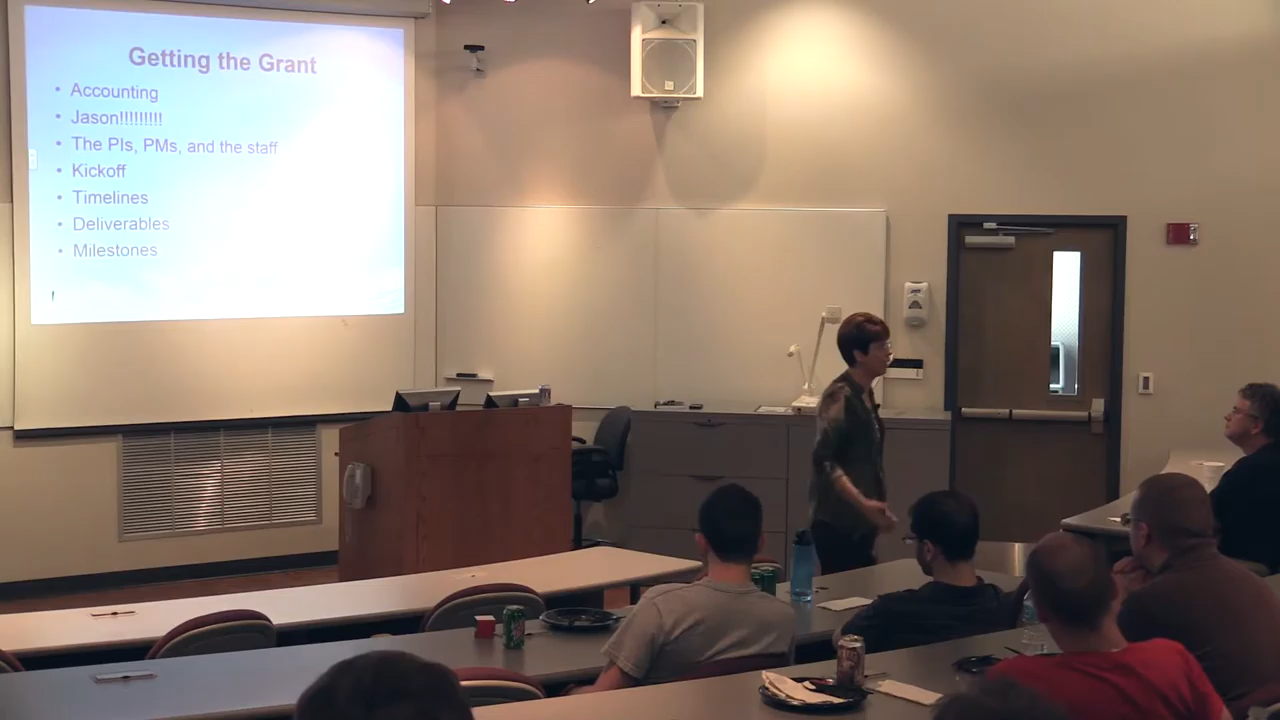 Getting the Grant
• Accounting
• Jason!!!!!!!!!
• The PIs, PMs, and the staff
• Kickoff
• Timelines
• Deliverables
• Milestones